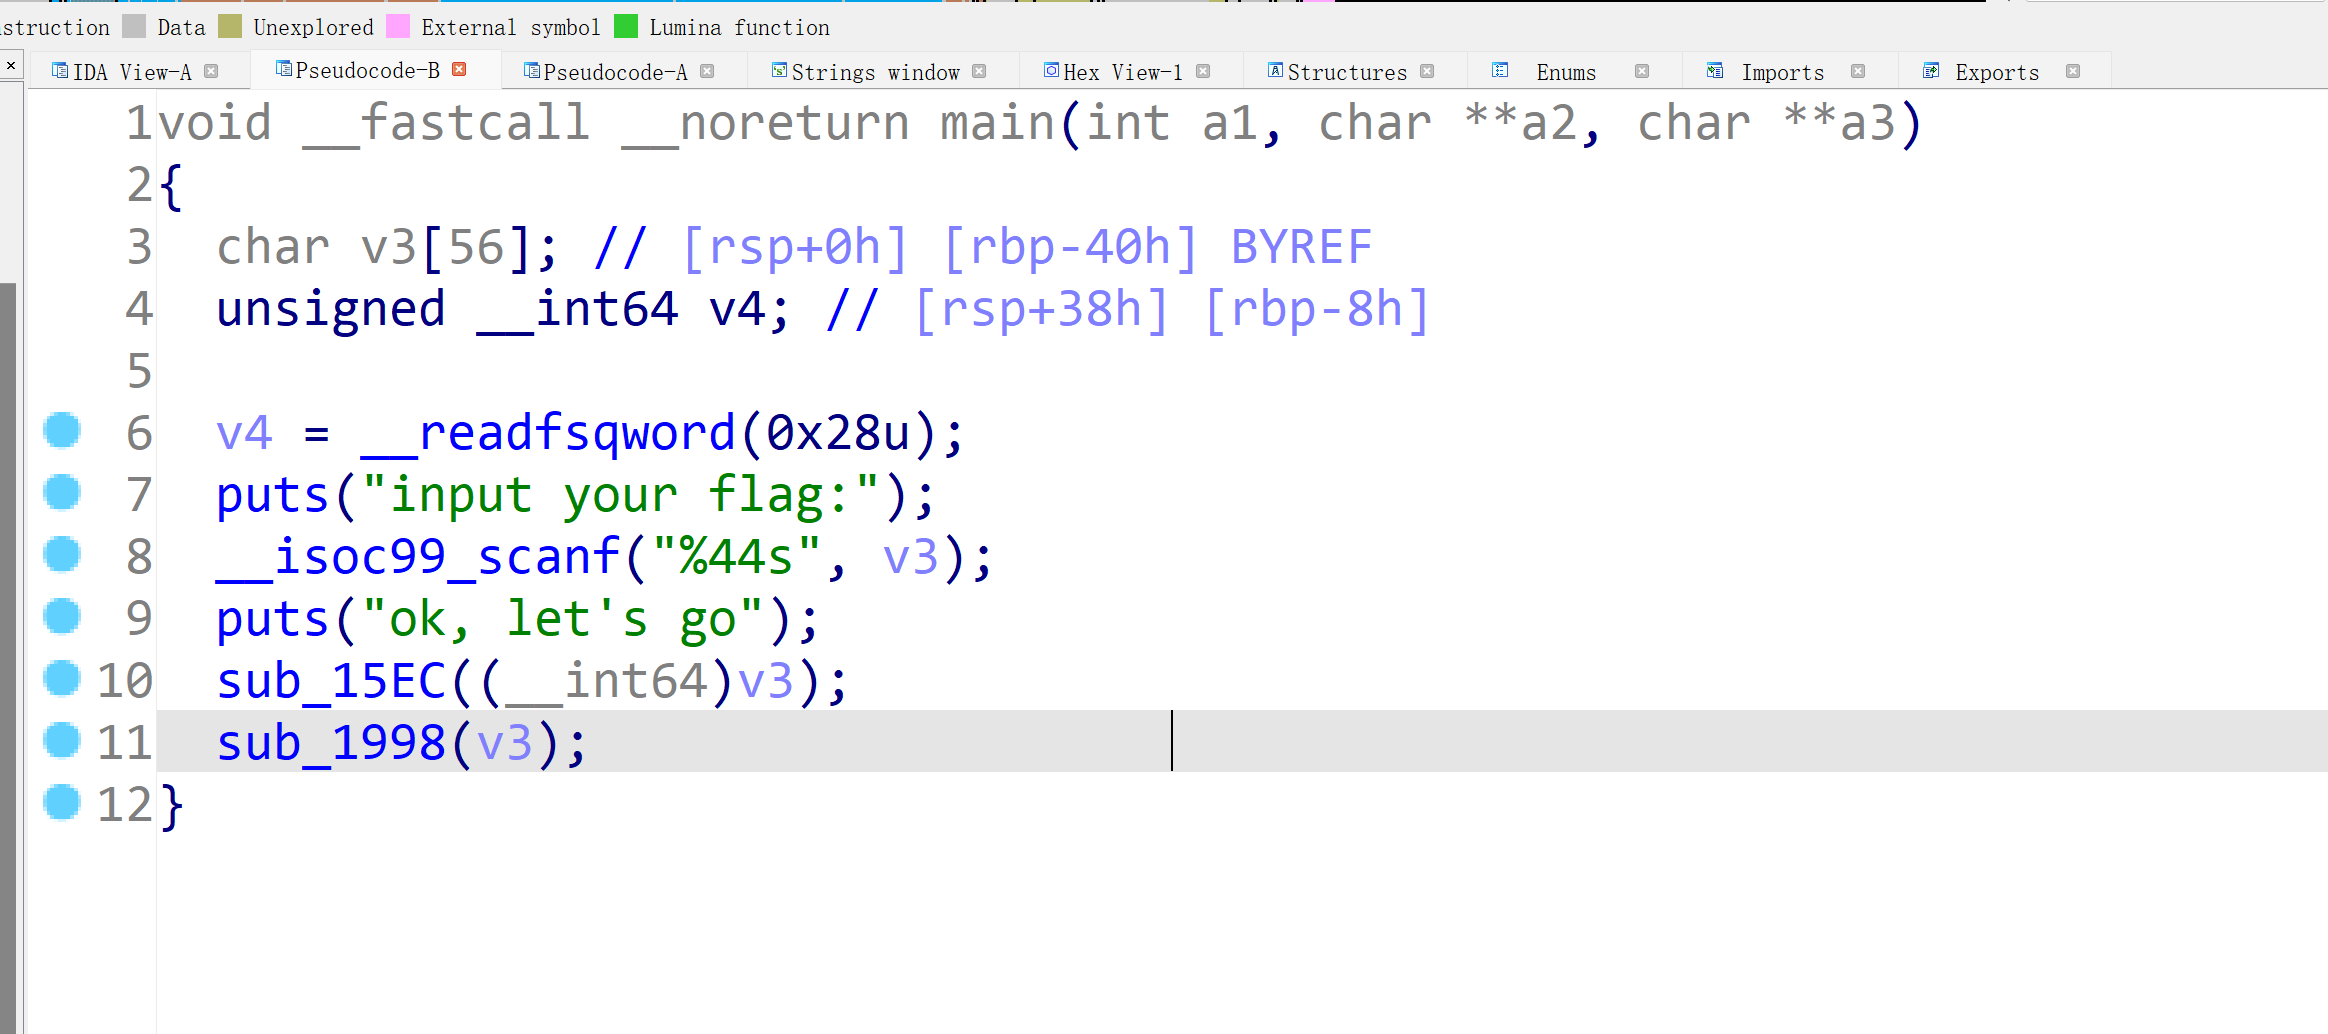 struction Data Unexplored External symbol Lumina function
IDA View-A Pseudocode-B Pseudocode-A Strings window Hex View-1 Structures Enums Imports Exports
1 void __fastcall __noreturn main(int a1, char **a2, char **a3)
2 {
3 char v3[56]; // [rsp+0h] [rbp-40h] BYREF
4 unsigned __int64 v4; // [rsp+38h] [rbp-8h]
5
6 v4 = __readfsqword(0x28u);
7 puts("input your flag:");
8 __isoc99_scanf("%44s", v3);
9 puts("ok, let's go");
10 sub_15EC((__int64)v3);
11 sub_1998(v3);
12 }